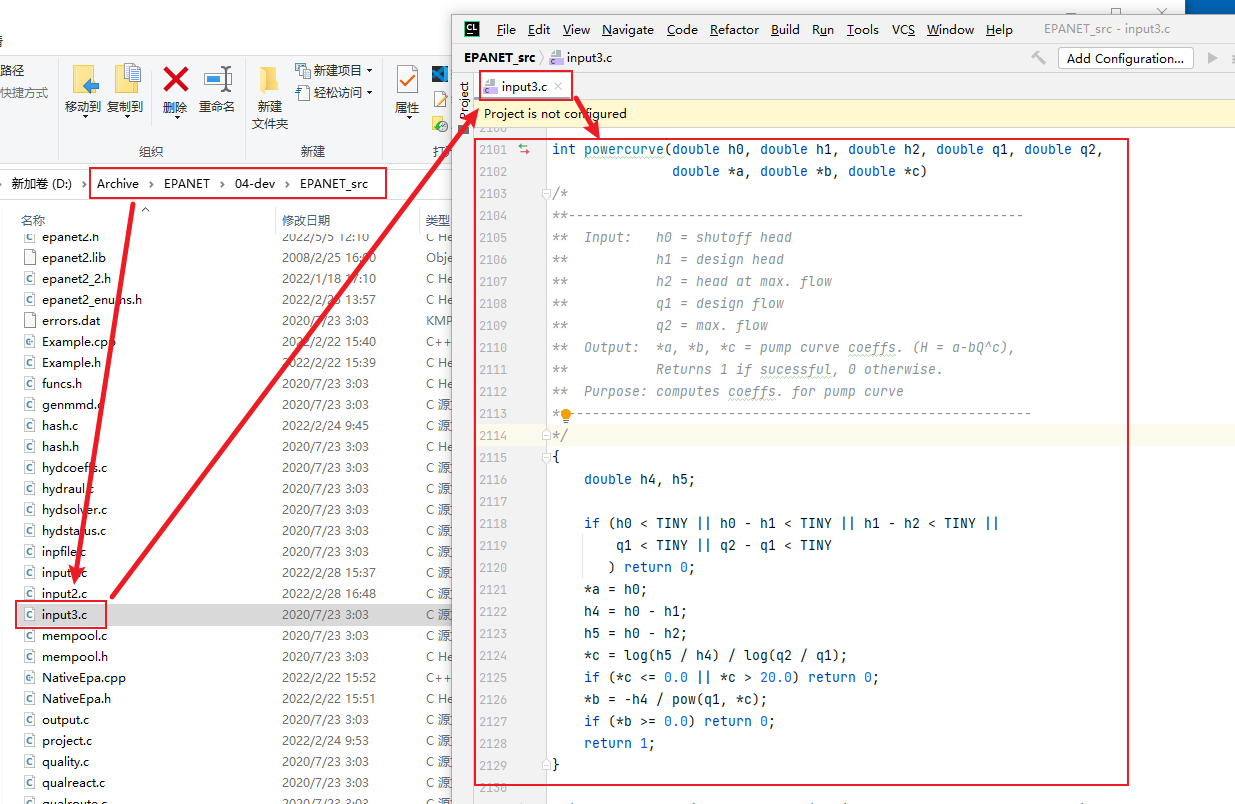 File Edit View Navigate Code Refactor Build Run Tools VCS Window Help EPANET_src - input3.c
EPANET_src input3.c Add Configuration...
input3.c
Project
Project is not configured
路径
快捷方式
移动到 复制到 删除 重命名 新建 文件夹 新建项目 轻松访问 属性
组织 新建
新加卷 (D:) Archive EPANET 04-dev EPANET_src
名称 修改日期 类型
epanet2.h 2022/5/5 12:10 C He
epanet2.lib 2008/2/25 16:00 Obje
epanet2_2.h 2022/1/18 17:10 C He
epanet2_enums.h 2022/2/25 13:57 C He
errors.dat 2020/7/23 3:03 KMP
Example.cpp 2022/2/22 15:40 C++
Example.h 2022/2/22 15:39 C He
funcs.h 2020/7/23 3:03 C He
genmmd.c 2020/7/23 3:03 C 源
hash.c 2022/2/24 9:45 C 源
hash.h 2020/7/23 3:03 C He
hydcoeffs.c 2020/7/23 3:03 C 源
hydraul.c 2020/7/23 3:03 C 源
hydsolver.c 2020/7/23 3:03 C 源
hydstatus.c 2020/7/23 3:03 C 源
inpfile.c 2020/7/23 3:03 C 源
2022/2/28 15:37 C 源
input2.c 2022/2/28 16:48 C 源
input3.c 2020/7/23 3:03 C 源
mempool.c 2020/7/23 3:03 C 源
mempool.h 2020/7/23 3:03 C He
NativeEpa.cpp 2022/2/22 15:52 C++
NativeEpa.h 2022/2/22 15:51 C He
output.c 2020/7/23 3:03 C 源
project.c 2022/2/24 9:53 C 源
quality.c 2020/7/23 3:03 C 源
qualreact.c 2020/7/23 3:03 C 源
qualroute.c 2020/7/23 3:03 C 源
2100
2101 int powercurve(double h0, double h1, double h2, double q1, double q2,
2102 double *a, double *b, double *c)
2103 /*
2104 **----------------------------------------------------------
2105 ** Input: h0 = shutoff head
2106 ** h1 = design head
2107 ** h2 = head at max. flow
2108 ** q1 = design flow
2109 ** q2 = max. flow
2110 ** Output: *a, *b, *c = pump curve coeffs. (H = a-bQ^c),
2111 ** Returns 1 if sucessful, 0 otherwise.
2112 ** Purpose: computes coeffs. for pump curve
2113 *----------------------------------------------------------
2114 */
2115 {
2116 double h4, h5;
2117
2118 if (h0 < TINY || h0 - h1 < TINY || h1 - h2 < TINY ||
2119 q1 < TINY || q2 - q1 < TINY
2120 ) return 0;
2121 *a = h0;
2122 h4 = h0 - h1;
2123 h5 = h0 - h2;
2124 *c = log(h5 / h4) / log(q2 / q1);
2125 if (*c <= 0.0 || *c > 20.0) return 0;
2126 *b = -h4 / pow(q1, *c);
2127 if (*b >= 0.0) return 0;
2128 return 1;
2129 }
2130